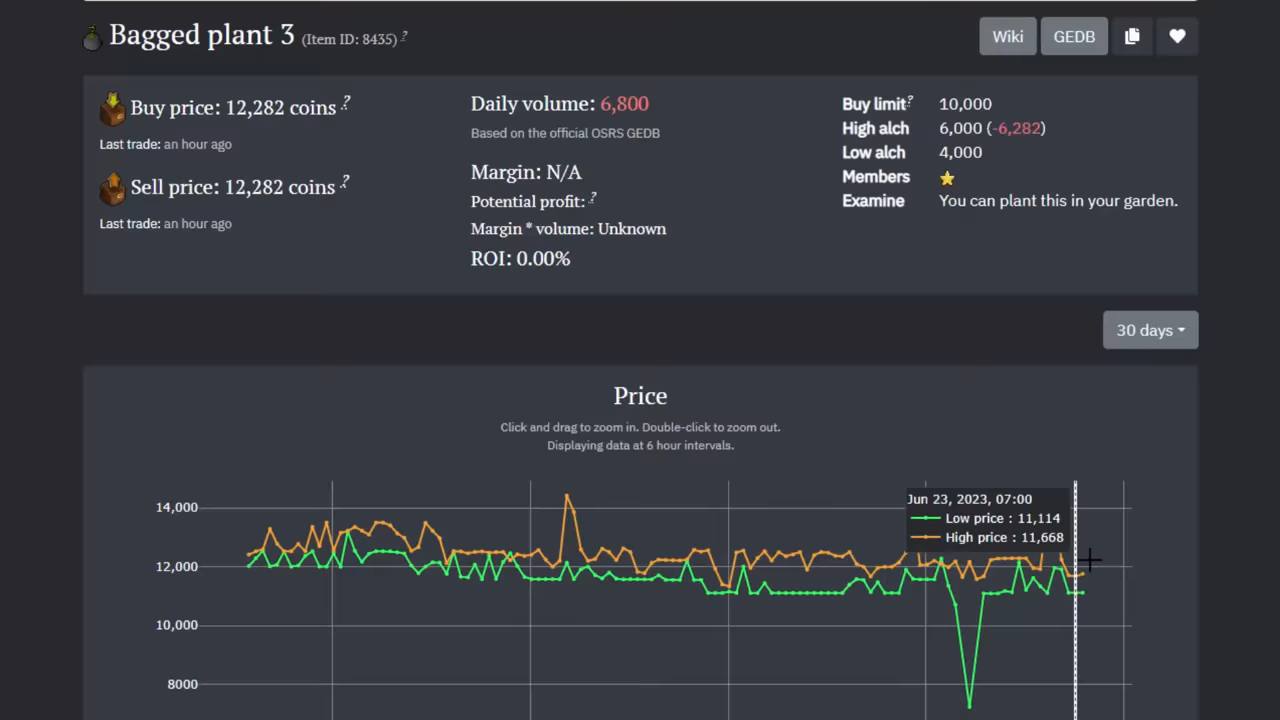 Bagged plant 3 (Item ID: 8435) ?
Wiki
GEDB
Buy price: 12,282 coins ?
Last trade: an hour ago
Sell price: 12,282 coins ?
Last trade: an hour ago
Daily volume: 6,800
Based on the official OSRS GEDB
Margin: N/A
Potential profit: ?
Margin * volume: Unknown
ROI: 0.00%
Buy limit? 10,000
High alch 6,000 (-6,282)
Low alch 4,000
Members
Examine You can plant this in your garden.
30 days
Price
Click and drag to zoom in. Double-click to zoom out.
Displaying data at 6 hour intervals.
14,000
12,000
10,000
8000
Jun 23, 2023, 07:00
Low price : 11,114
High price : 11,668